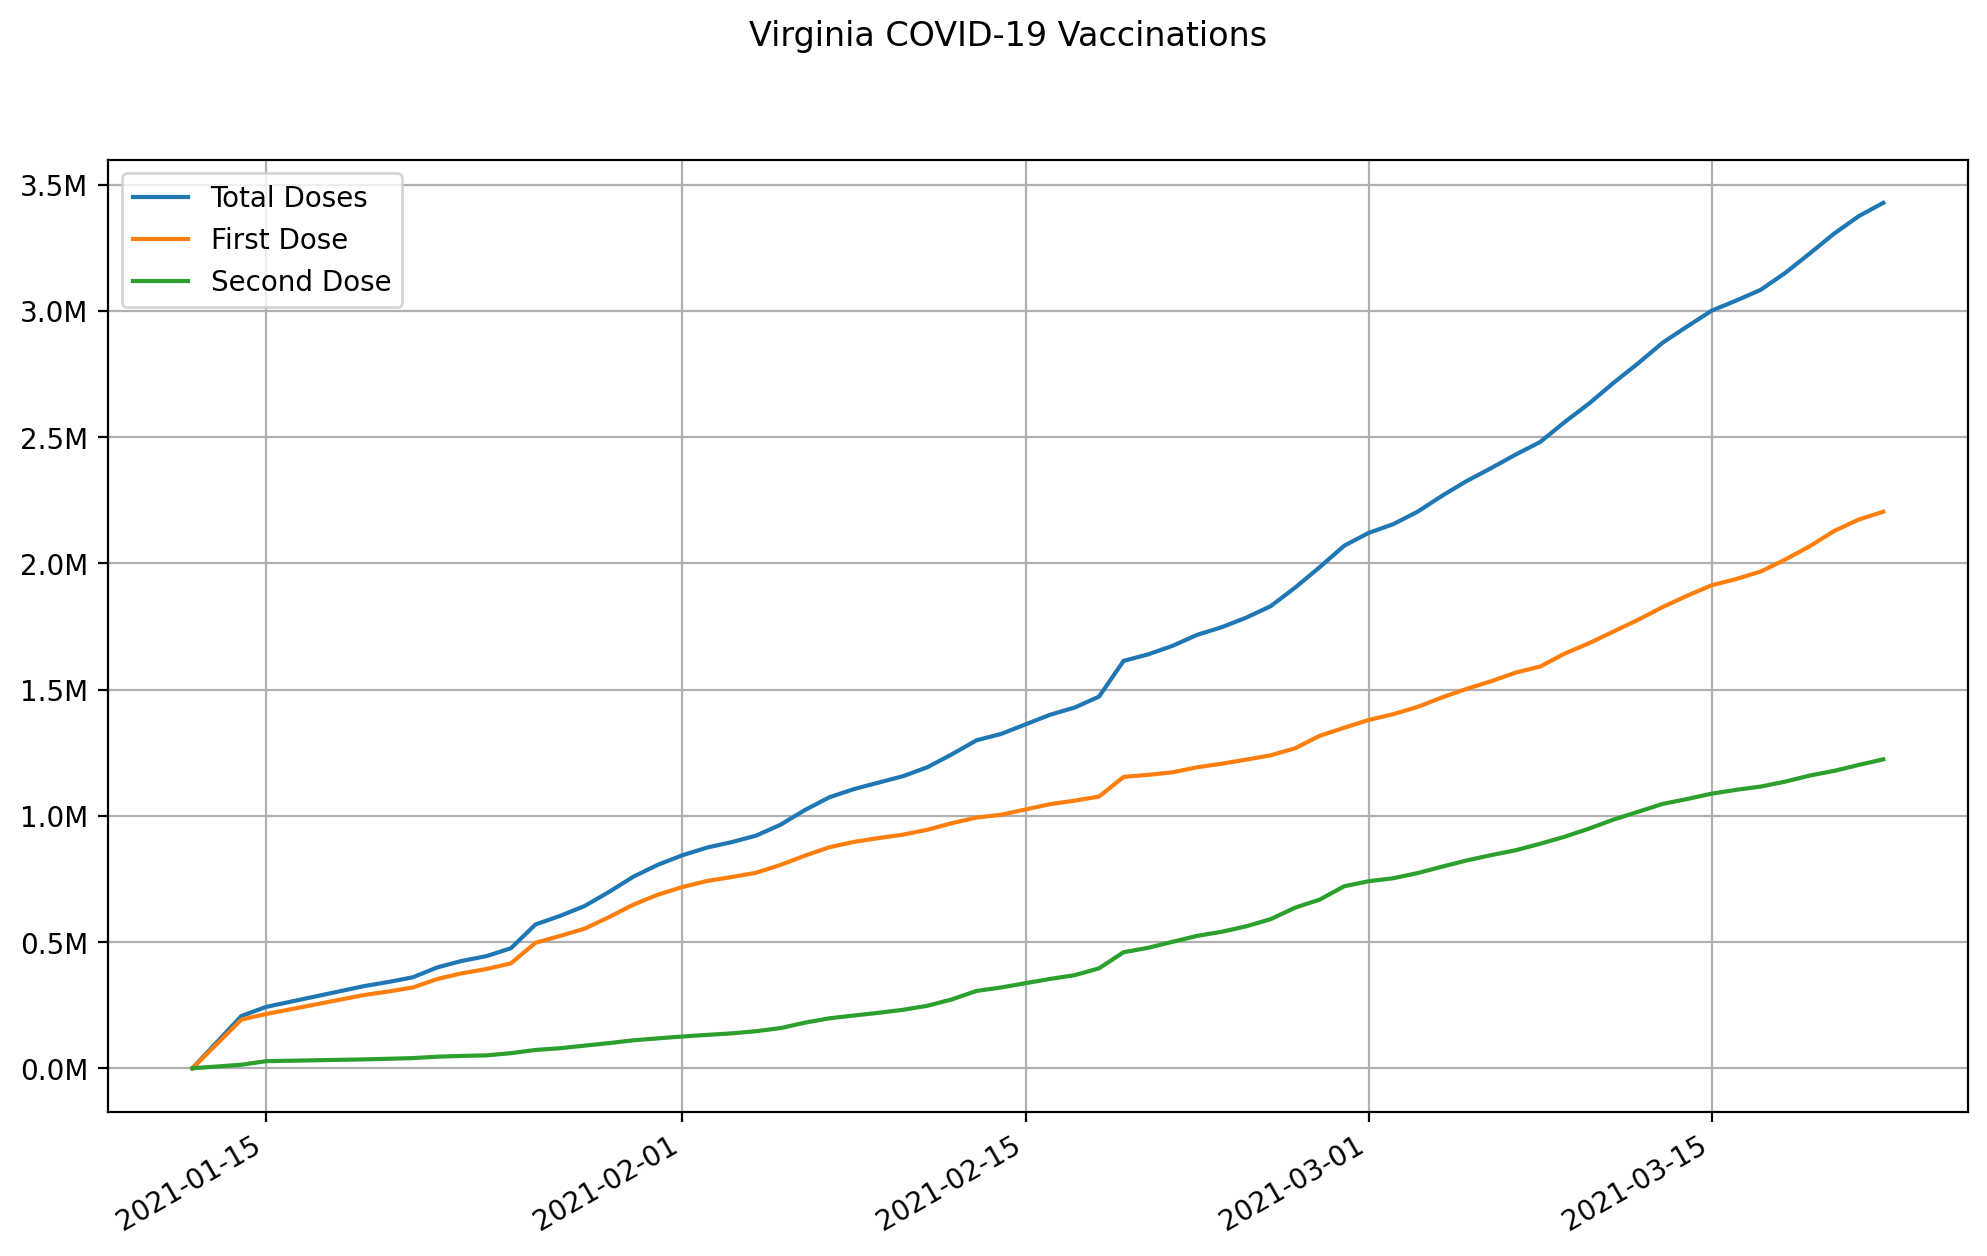 Virginia COVID-19 Vaccinations
3.5M
3.0M
2.5M
2.0M
1.5M
1.0M
0.5M
0.0M
Total Doses
First Dose
Second Dose
2021-01-15
2021-02-01
2021-02-15
2021-03-01
2021-03-15